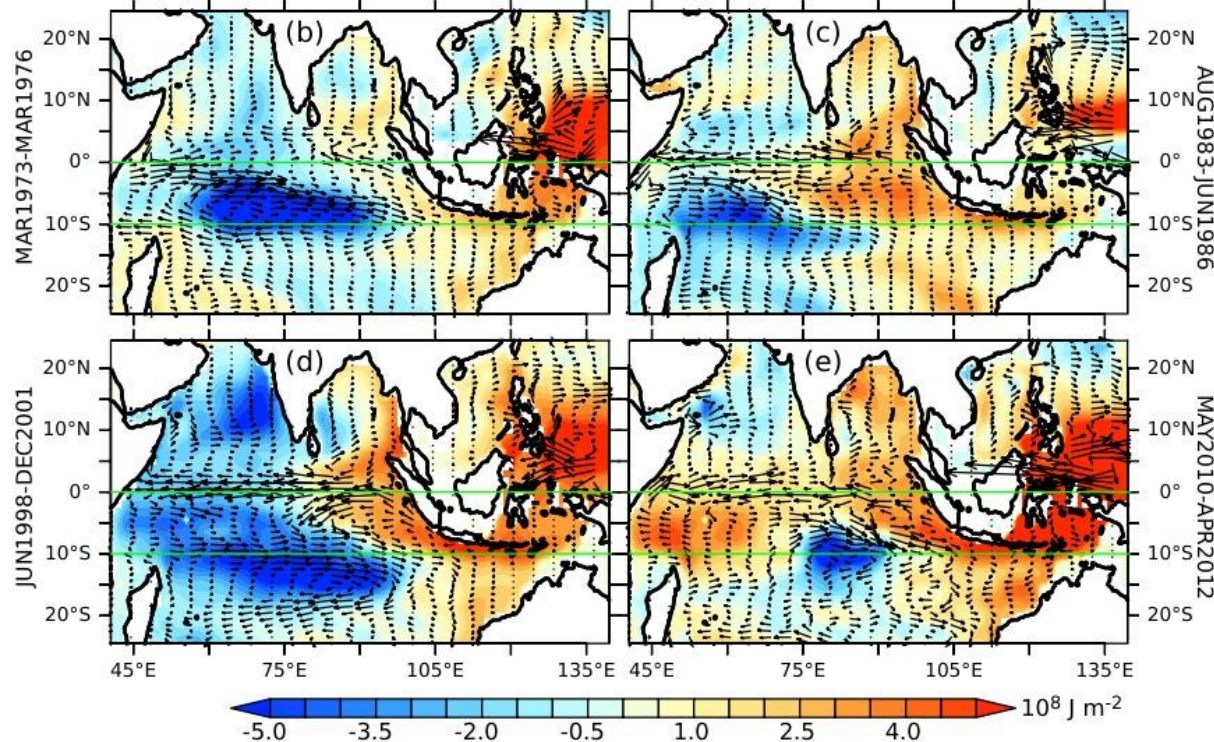 (b)
(c)
20°N
10°N
0°
10°S
20°S
MAR1973-MAR1976
20°N
10°N
0°
10°S
20°S
AUG1983-JUN1986
(d)
(e)
20°N
10°N
0°
10°S
20°S
JUN1998-DEC2001
20°N
10°N
0°
10°S
20°S
MAY2010-APR2012
45°E 75°E 105°E 135°E
45°E 75°E 105°E 135°E
-5.0 -3.5 -2.0 -0.5 1.0 2.5 4.0 10⁸ J m⁻²